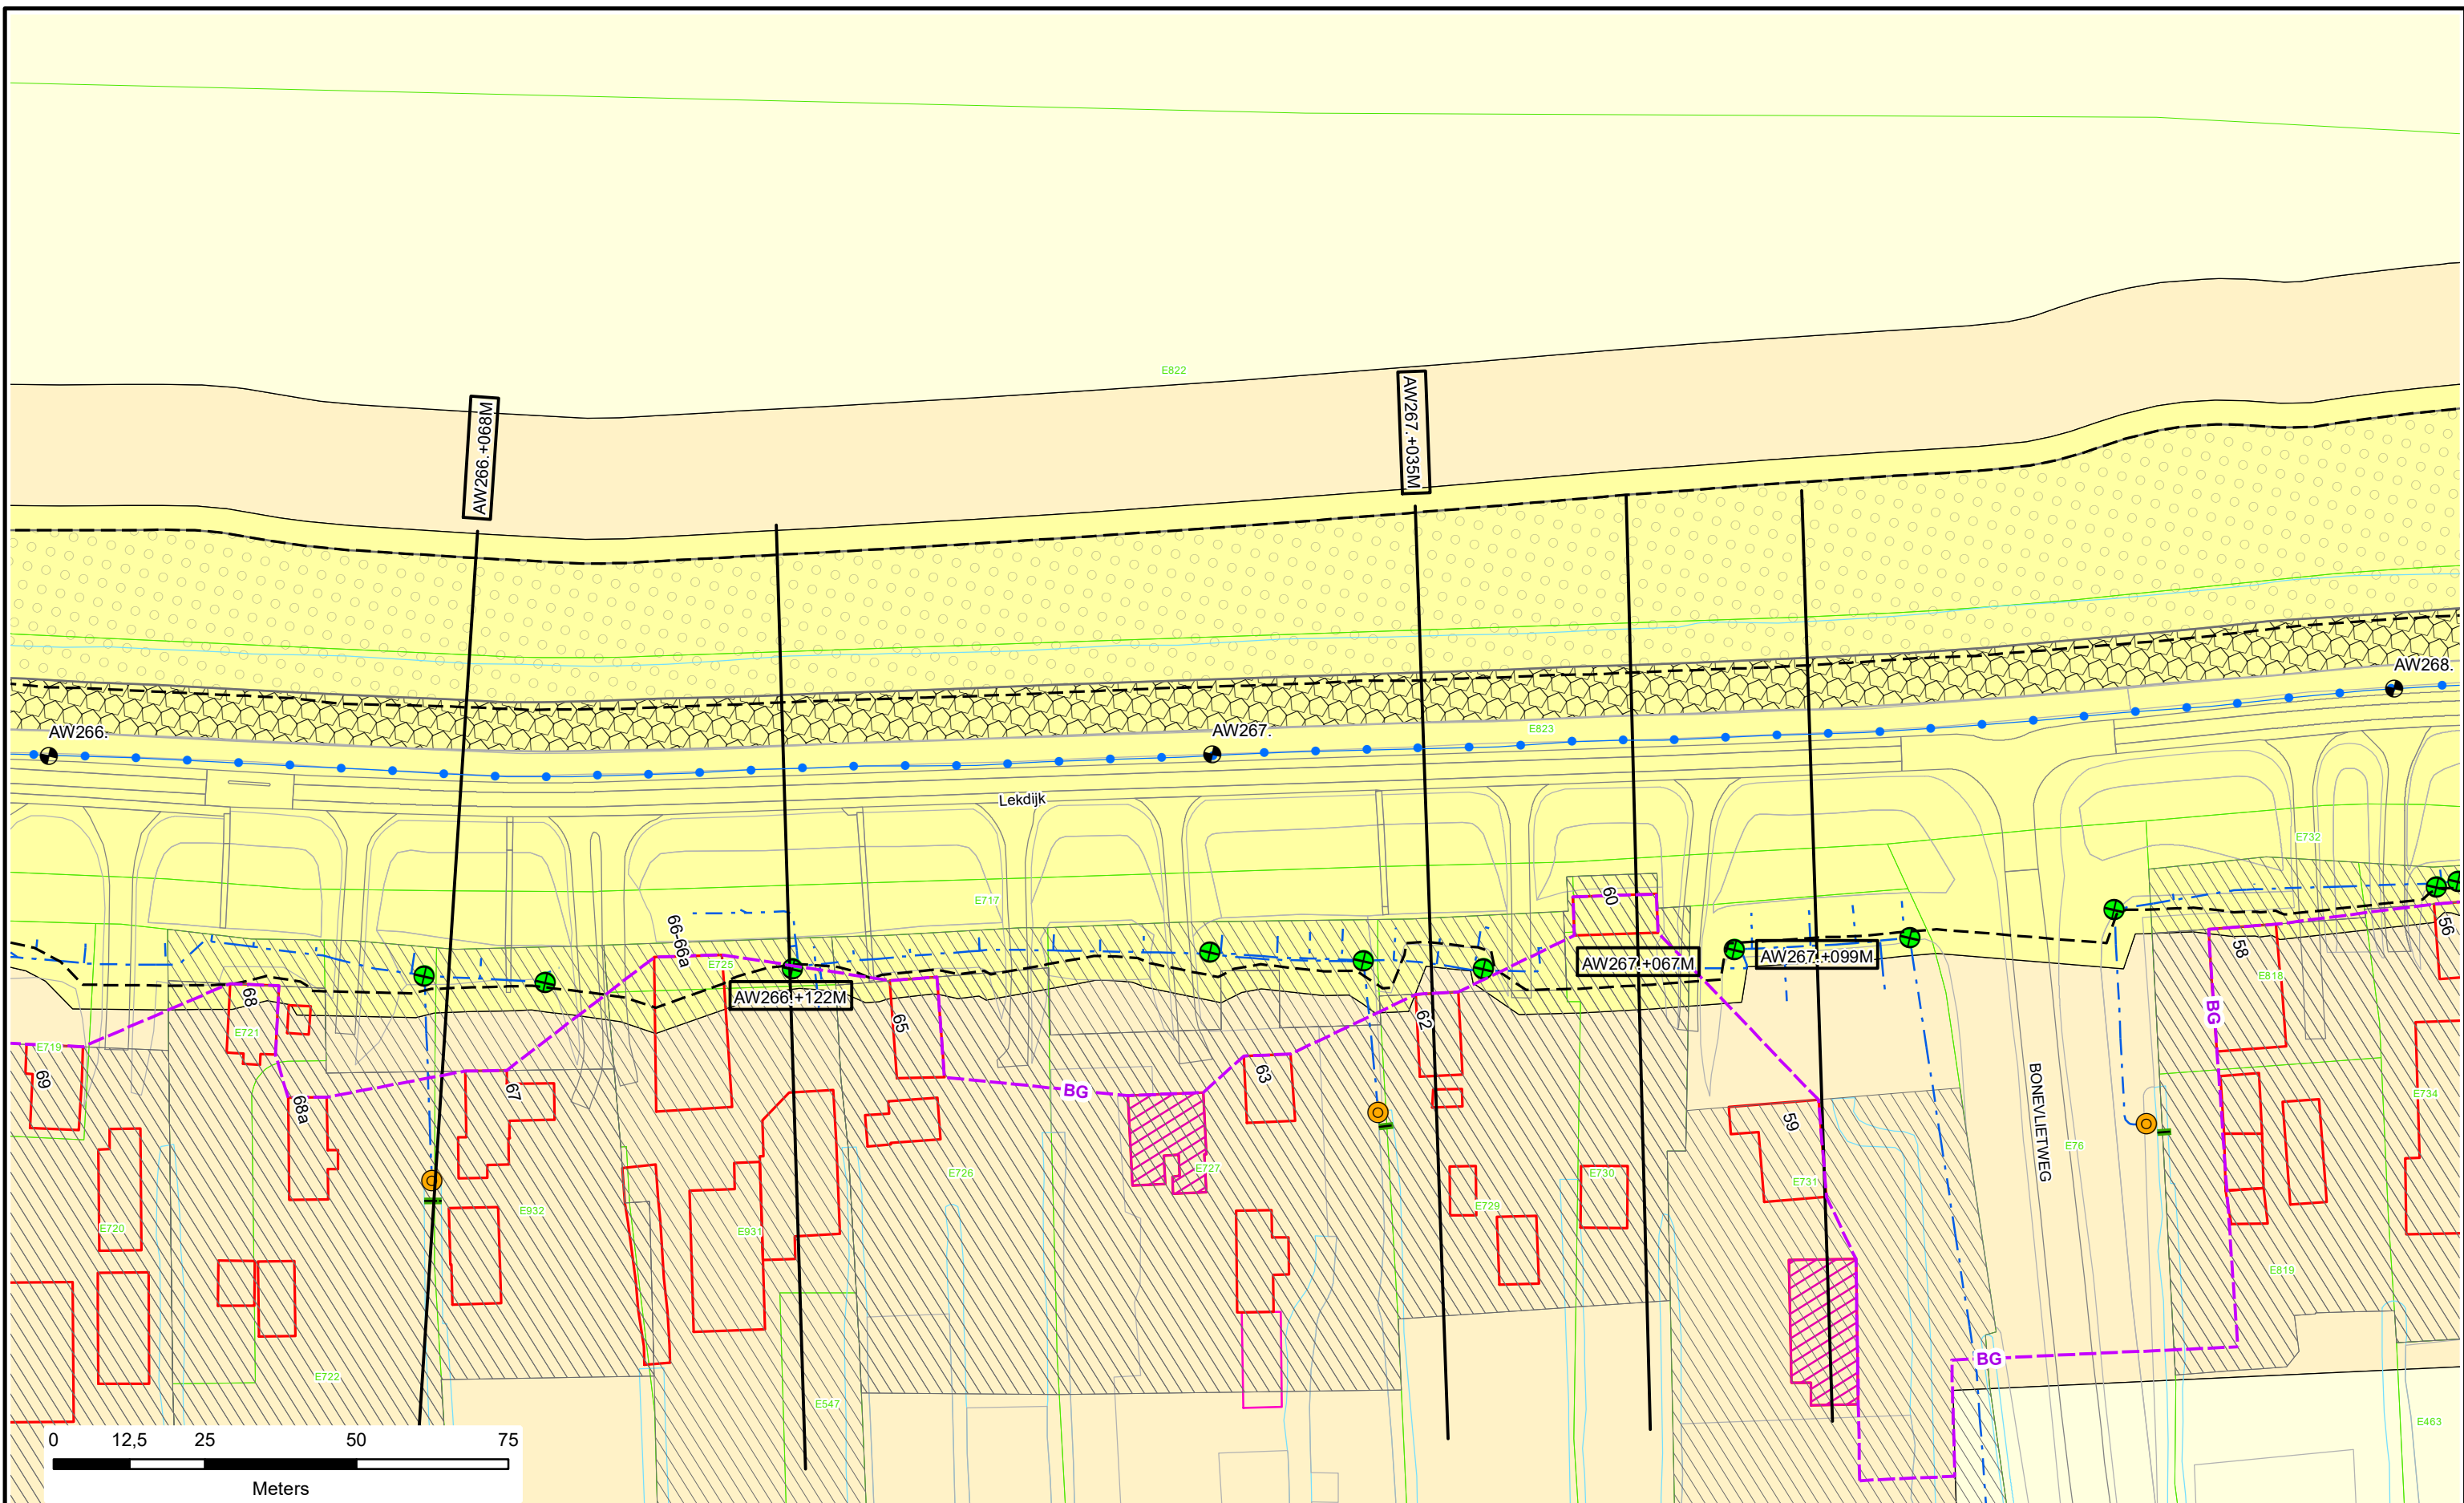 E822
AW266.+068M
AW267.+035M
AW268.
AW266.
AW267.
E823
Lekdijk
E732
E717
60
66-66a
56
58
E725
AW267.+067M
AW267.+099M
E818
68
AW266.+122M
65
62
BG
E721
E719
69
67
68a
63
BG
59
BONEVLIETWEG
E734
E76
E726
E727
E730
E731
E729
E720
E932
E931
E819
BG
E722
E547
E463
0 12,5 25 50 75
Meters